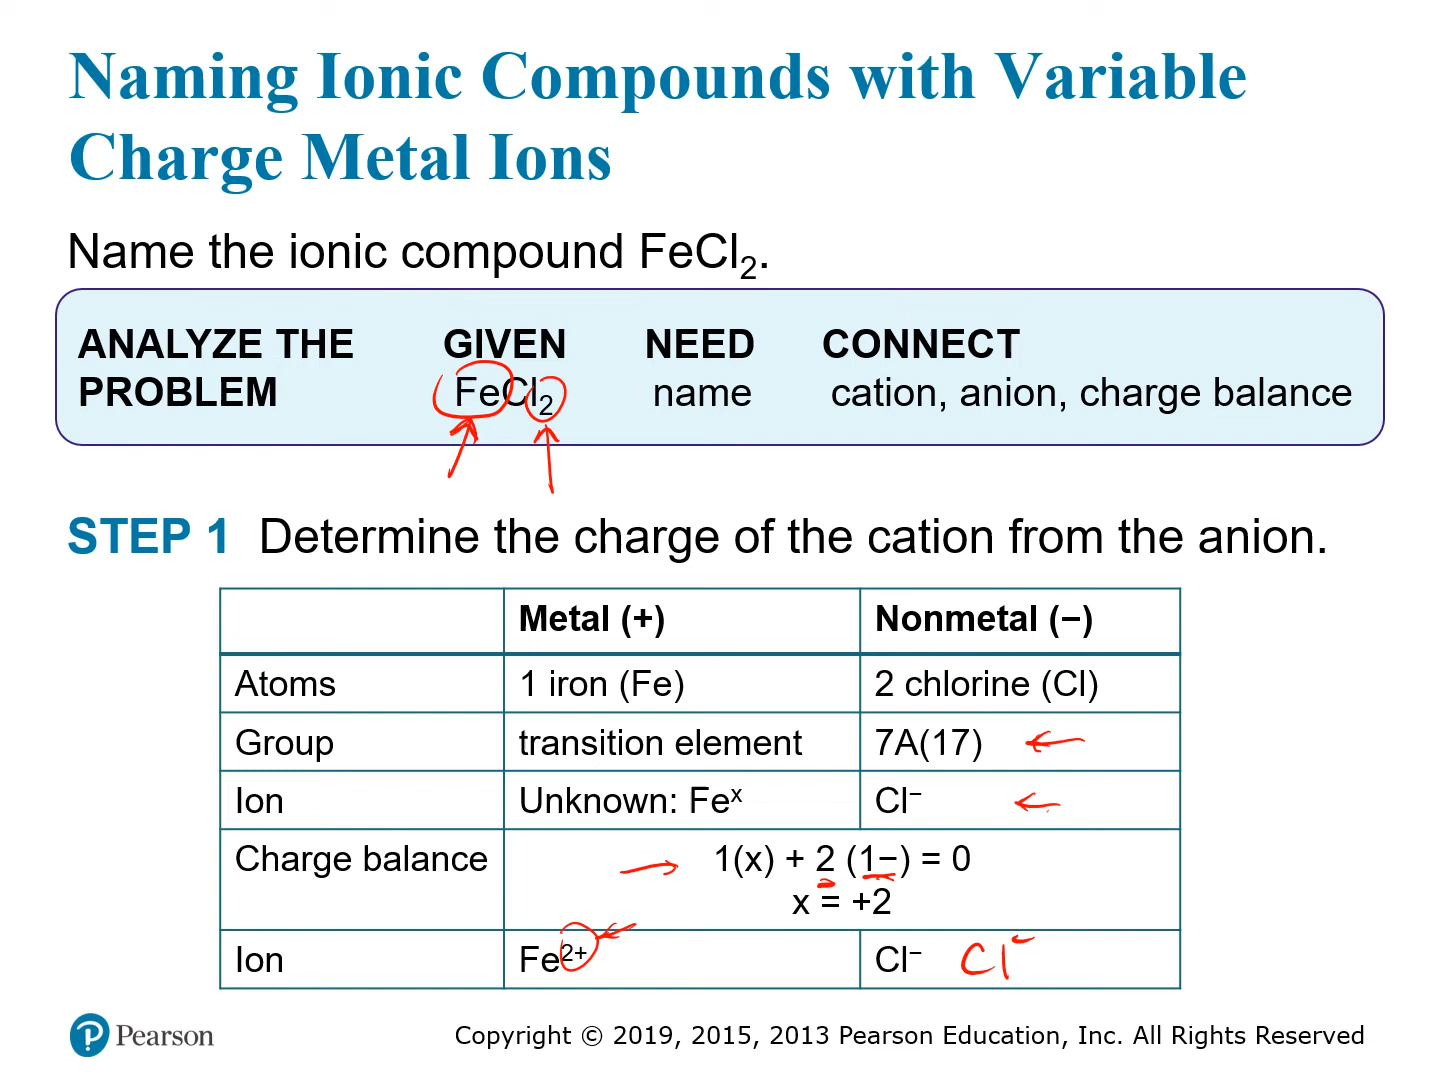 Naming Ionic Compounds with Variable
Charge Metal Ions
Name the ionic compound FeCl₂.
ANALYZE THE PROBLEM GIVEN NEED CONNECT
FeCl₂ name cation, anion, charge balance
STEP 1 Determine the charge of the cation from the anion.
Metal (+) Nonmetal (−)
Atoms 1 iron (Fe) 2 chlorine (Cl)
Group transition element 7A(17)
Ion Unknown: Feˣ Cl⁻
Charge balance 1(x) + 2 (1−) = 0
x = +2
Ion Fe²⁺ Cl⁻ Cl⁻
Pearson Copyright © 2019, 2015, 2013 Pearson Education, Inc. All Rights Reserved